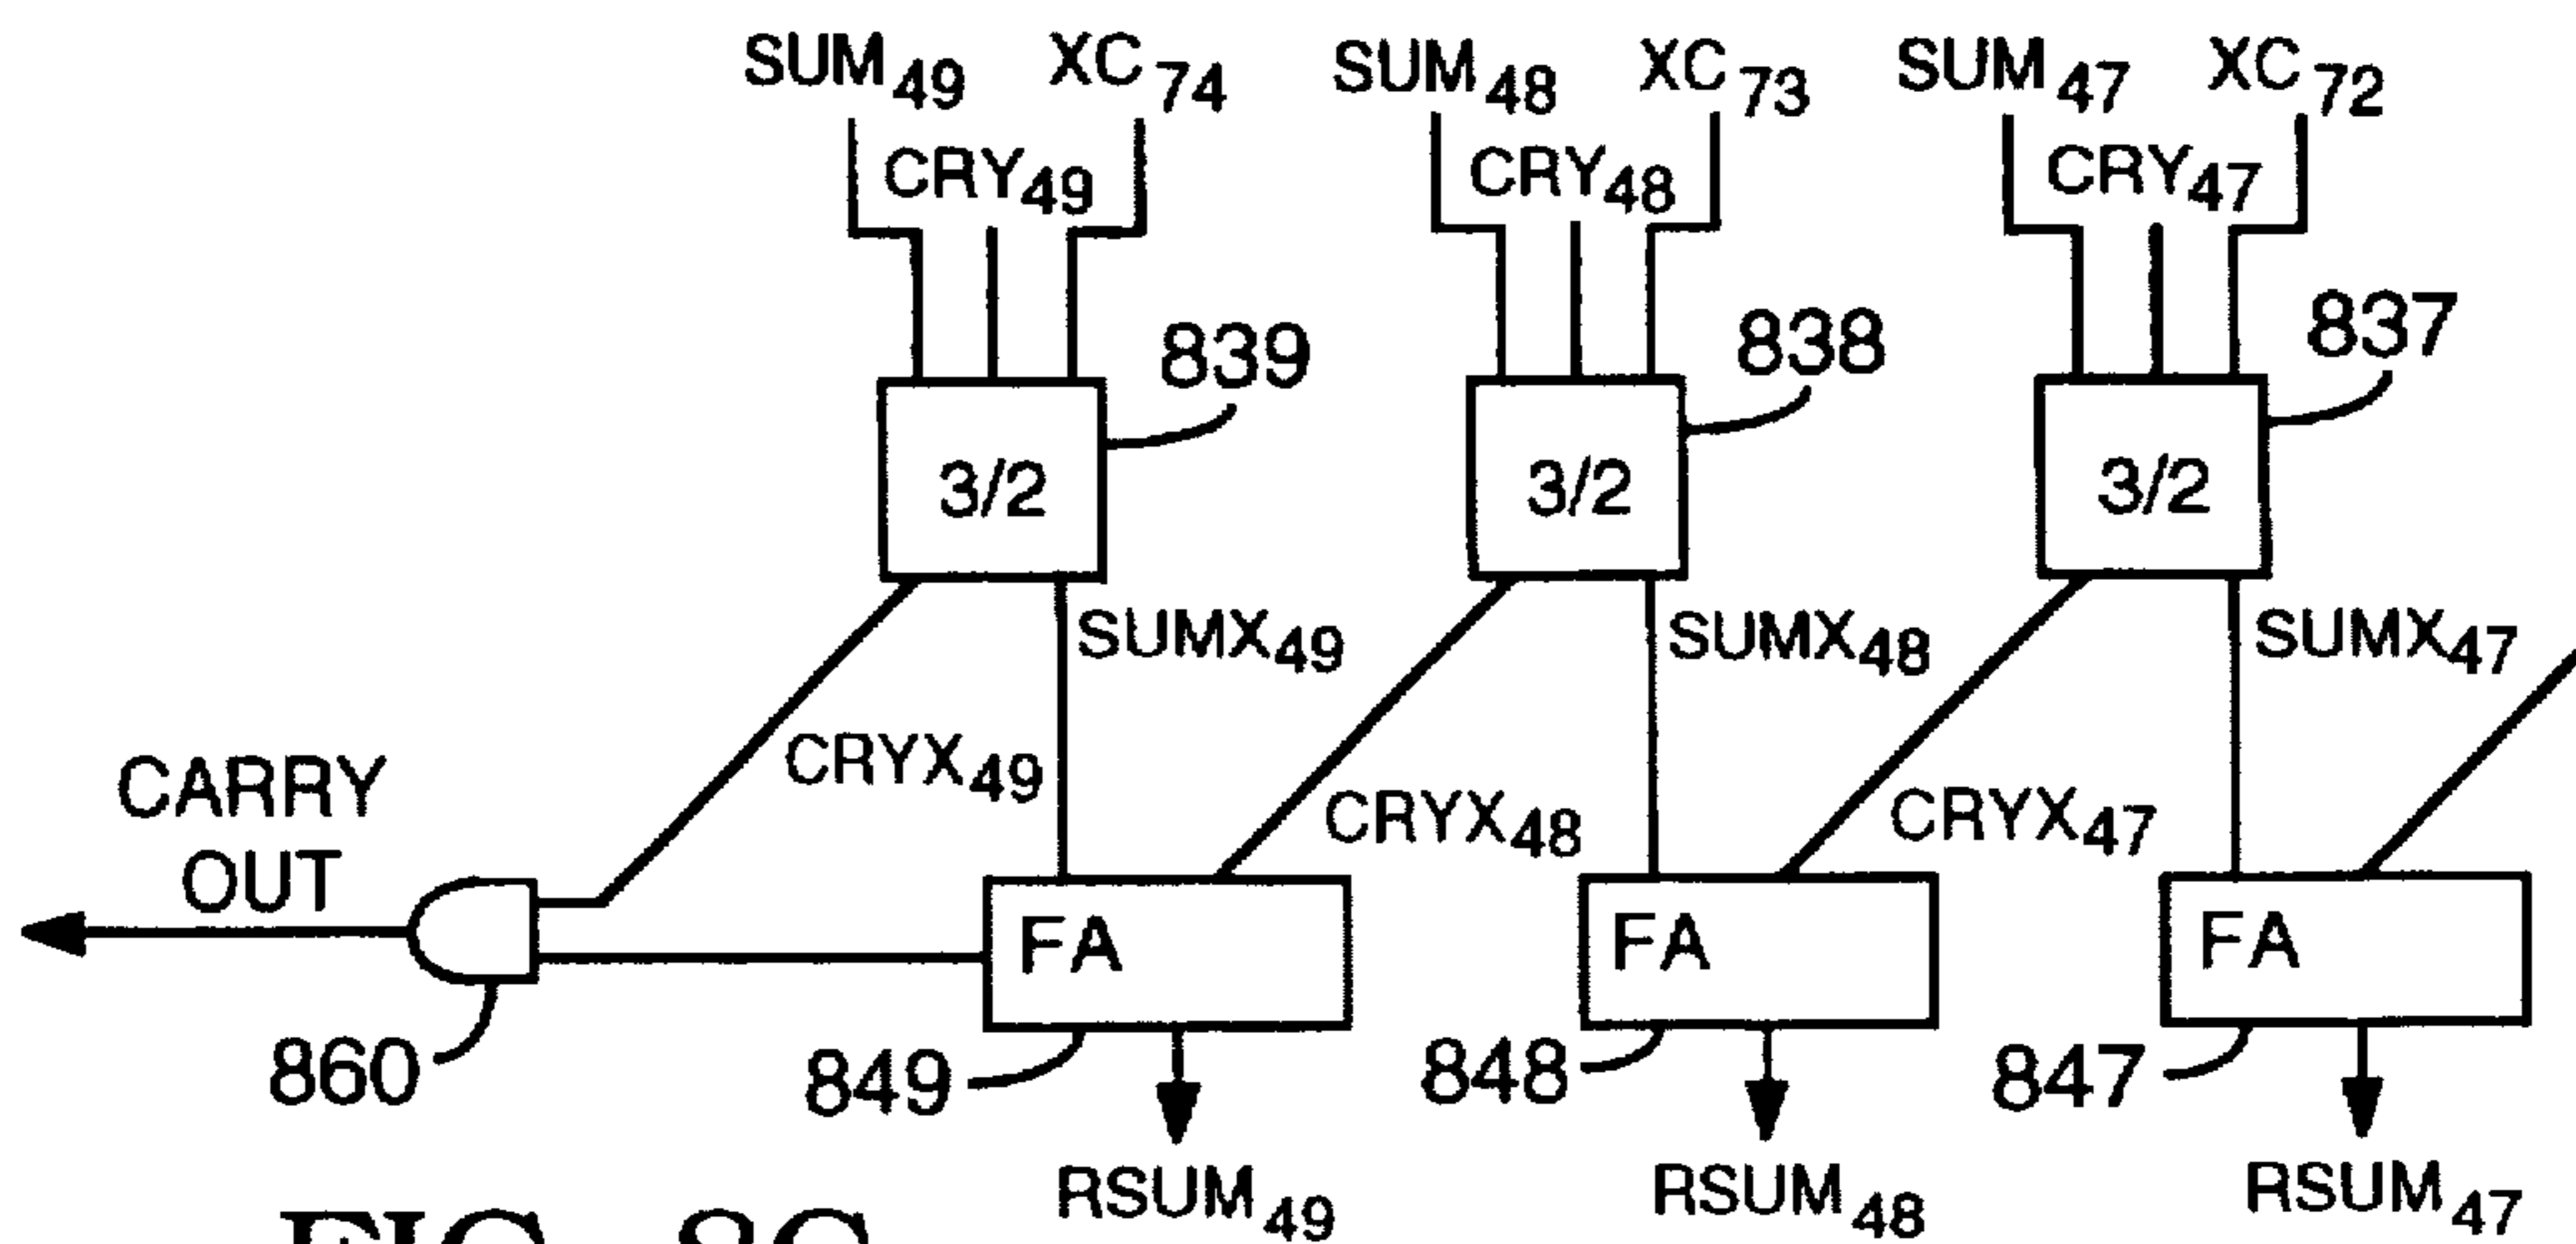 SUM49 XC74 SUM48 XC73 SUM47 XC72
CRY49 CRY48 CRY47
839 838 837
3/2 3/2 3/2
SUMX49 SUMX48 SUMX47
CRYX49 CRYX48 CRYX47
CARRY
OUT
FA FA FA
860 849 848 847
RSUM49 RSUM48 RSUM47